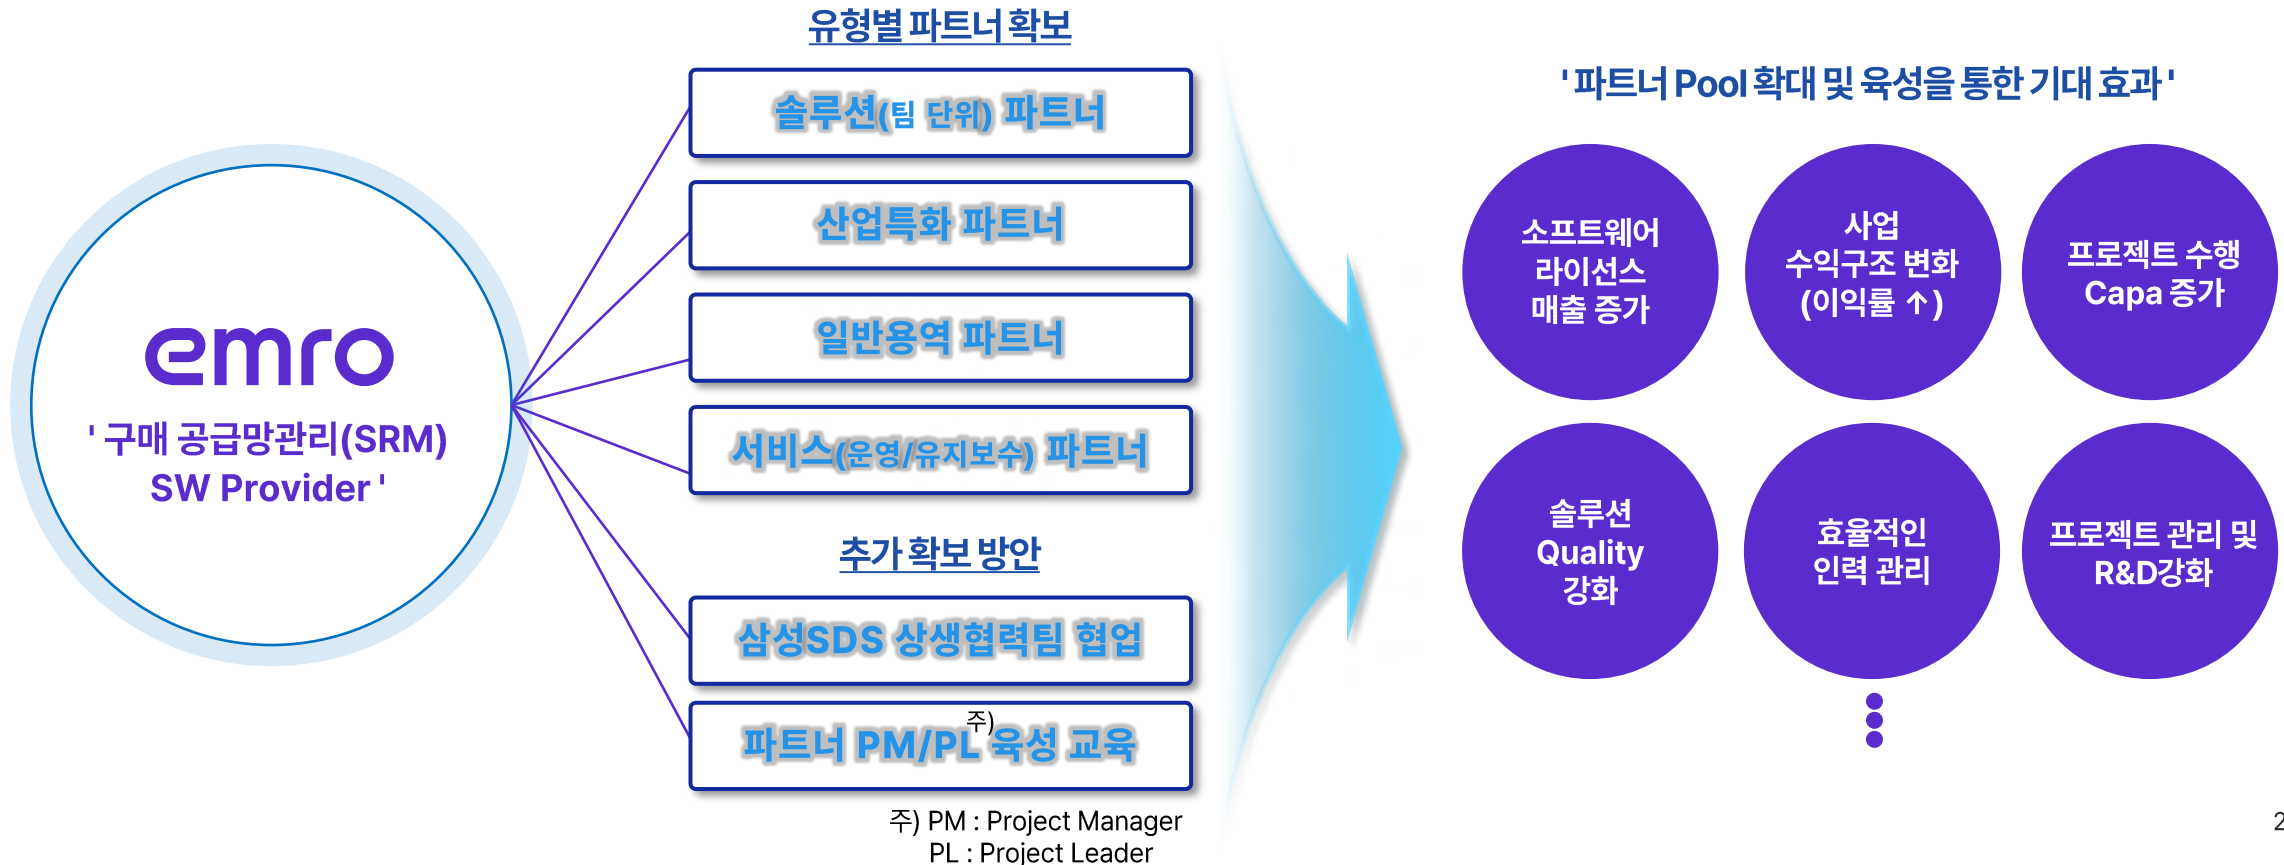 emro
' 구매 공급망관리(SRM)
SW Provider '
유형별 파트너 확보
솔루션(팀 단위) 파트너
산업특화 파트너
일반용역 파트너
서비스(운영/유지보수) 파트너
추가 확보 방안
삼성SDS 상생협력팀 협업
주)
파트너 PM/PL 육성 교육
주) PM : Project Manager
PL : Project Leader
' 파트너 Pool 확대 및 육성을 통한 기대 효과 '
소프트웨어
라이선스
매출 증가
사업
수익구조 변화
(이익률 ↑)
프로젝트 수행
Capa 증가
솔루션
Quality
강화
효율적인
인력 관리
프로젝트 관리 및
R&D강화
2